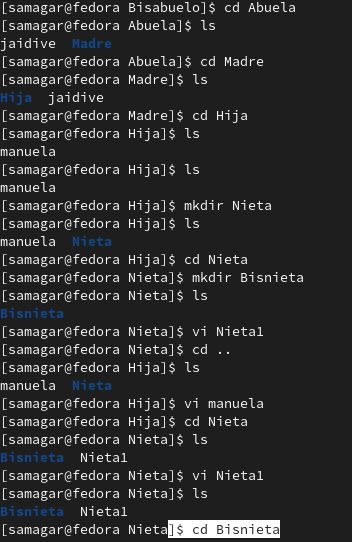 [samagar@fedora Bisabuelo]$ cd Abuela
[samagar@fedora Abuela]$ ls
jaidive  Madre
[samagar@fedora Abuela]$ cd Madre
[samagar@fedora Madre]$ ls
Hija  jaidive
[samagar@fedora Madre]$ cd Hija
[samagar@fedora Hija]$ ls
manuela
[samagar@fedora Hija]$ ls
manuela
[samagar@fedora Hija]$ mkdir Nieta
[samagar@fedora Hija]$ ls
manuela  Nieta
[samagar@fedora Hija]$ cd Nieta
[samagar@fedora Nieta]$ mkdir Bisnieta
[samagar@fedora Nieta]$ ls
Bisnieta
[samagar@fedora Nieta]$ vi Nieta1
[samagar@fedora Nieta]$ cd ..
[samagar@fedora Hija]$ ls
manuela  Nieta
[samagar@fedora Hija]$ vi manuela
[samagar@fedora Hija]$ cd Nieta
[samagar@fedora Nieta]$ ls
Bisnieta  Nieta1
[samagar@fedora Nieta]$ vi Nieta1
[samagar@fedora Nieta]$ ls
Bisnieta  Nieta1
[samagar@fedora Nieta]$ cd Bisnieta